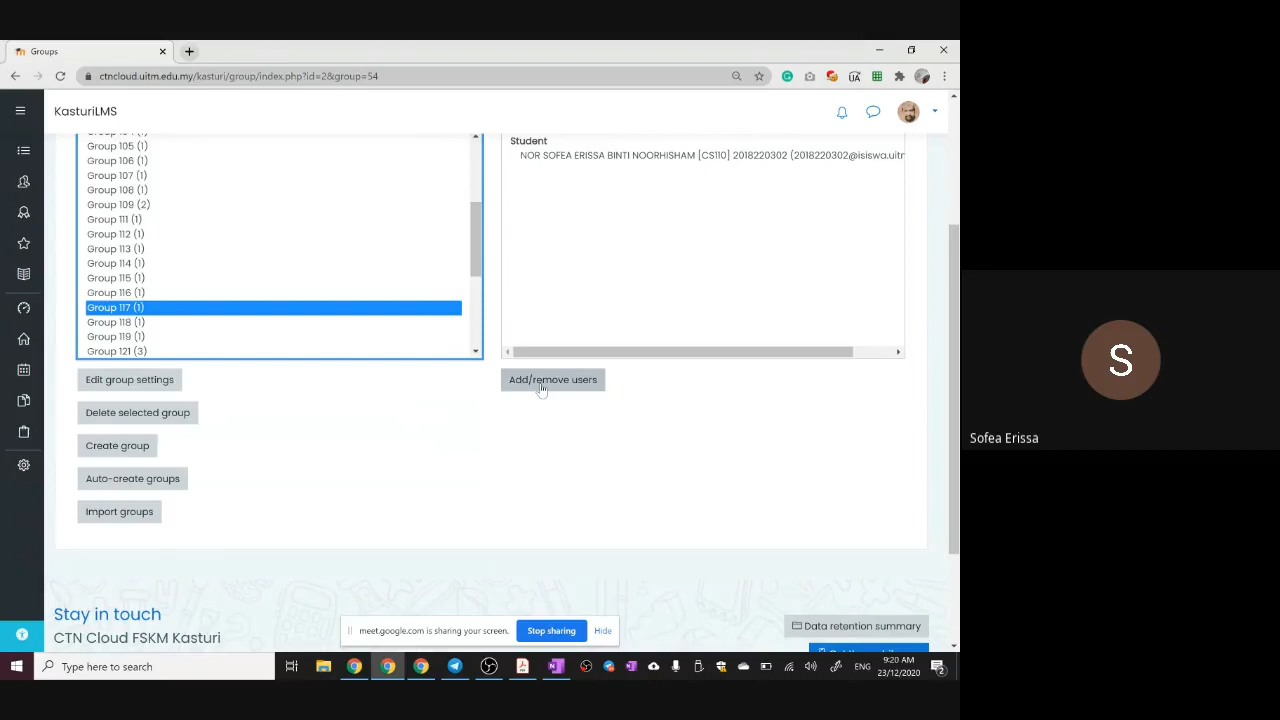 Groups
ctncloud.uitm.edu.my/kasturi/group/index.php?id=2&group=54
KasturiLMS
Group 105 (1)
Group 106 (1)
Group 107 (1)
Group 108 (1)
Group 109 (2)
Group 111 (1)
Group 112 (1)
Group 113 (1)
Group 114 (1)
Group 115 (1)
Group 116 (1)
Group 117 (1)
Group 118 (1)
Group 119 (1)
Group 121 (3)
Student
NOR SOFEA ERISSA BINTI NOORHISHAM [CS110] 2018220302 (2018220302@isiswa.uitm
Edit group settings
Add/remove users
Delete selected group
Create group
Auto-create groups
Import groups
Stay in touch
CTN Cloud FSKM Kasturi
Data retention summary
meet.google.com is sharing your screen.
Stop sharing
Hide
Type here to search
ENG
9:20 AM
23/12/2020
2
S
Sofea Erissa